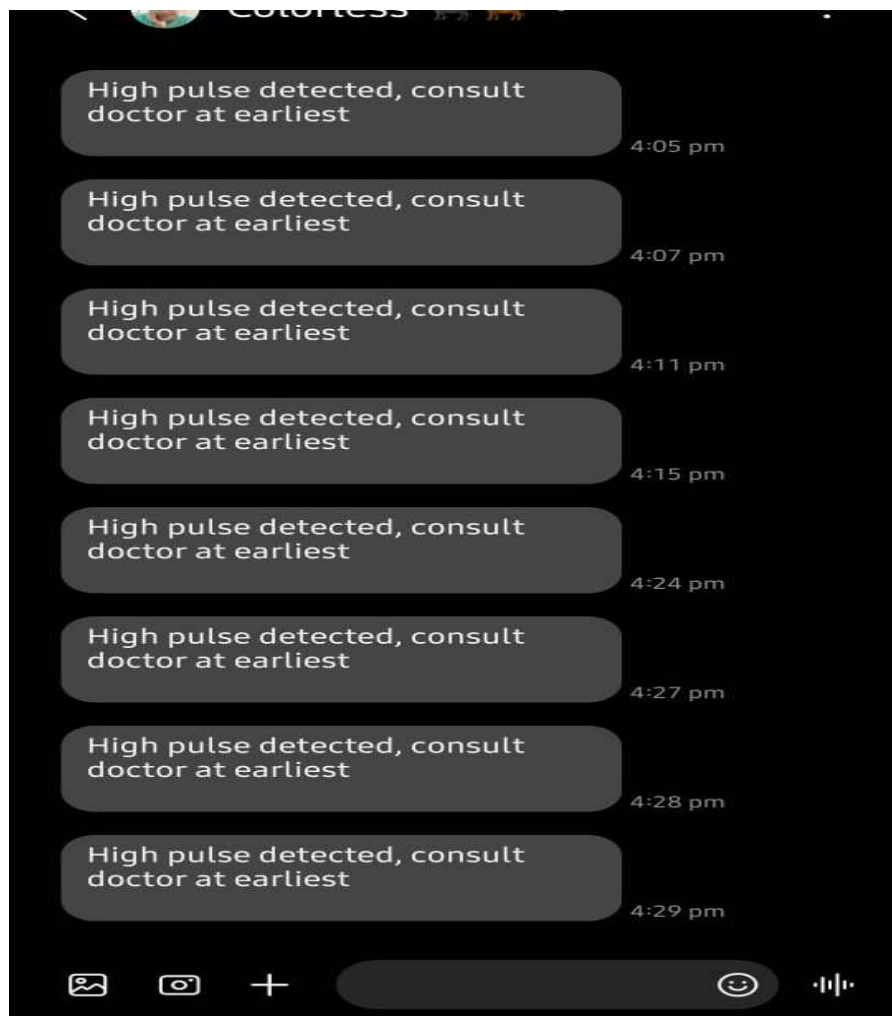 Colorless
High pulse detected, consult
doctor at earliest
4:05 pm
High pulse detected, consult
doctor at earliest
4:07 pm
High pulse detected, consult
doctor at earliest
4:11 pm
High pulse detected, consult
doctor at earliest
4:15 pm
High pulse detected, consult
doctor at earliest
4:24 pm
High pulse detected, consult
doctor at earliest
4:27 pm
High pulse detected, consult
doctor at earliest
4:28 pm
High pulse detected, consult
doctor at earliest
4:29 pm